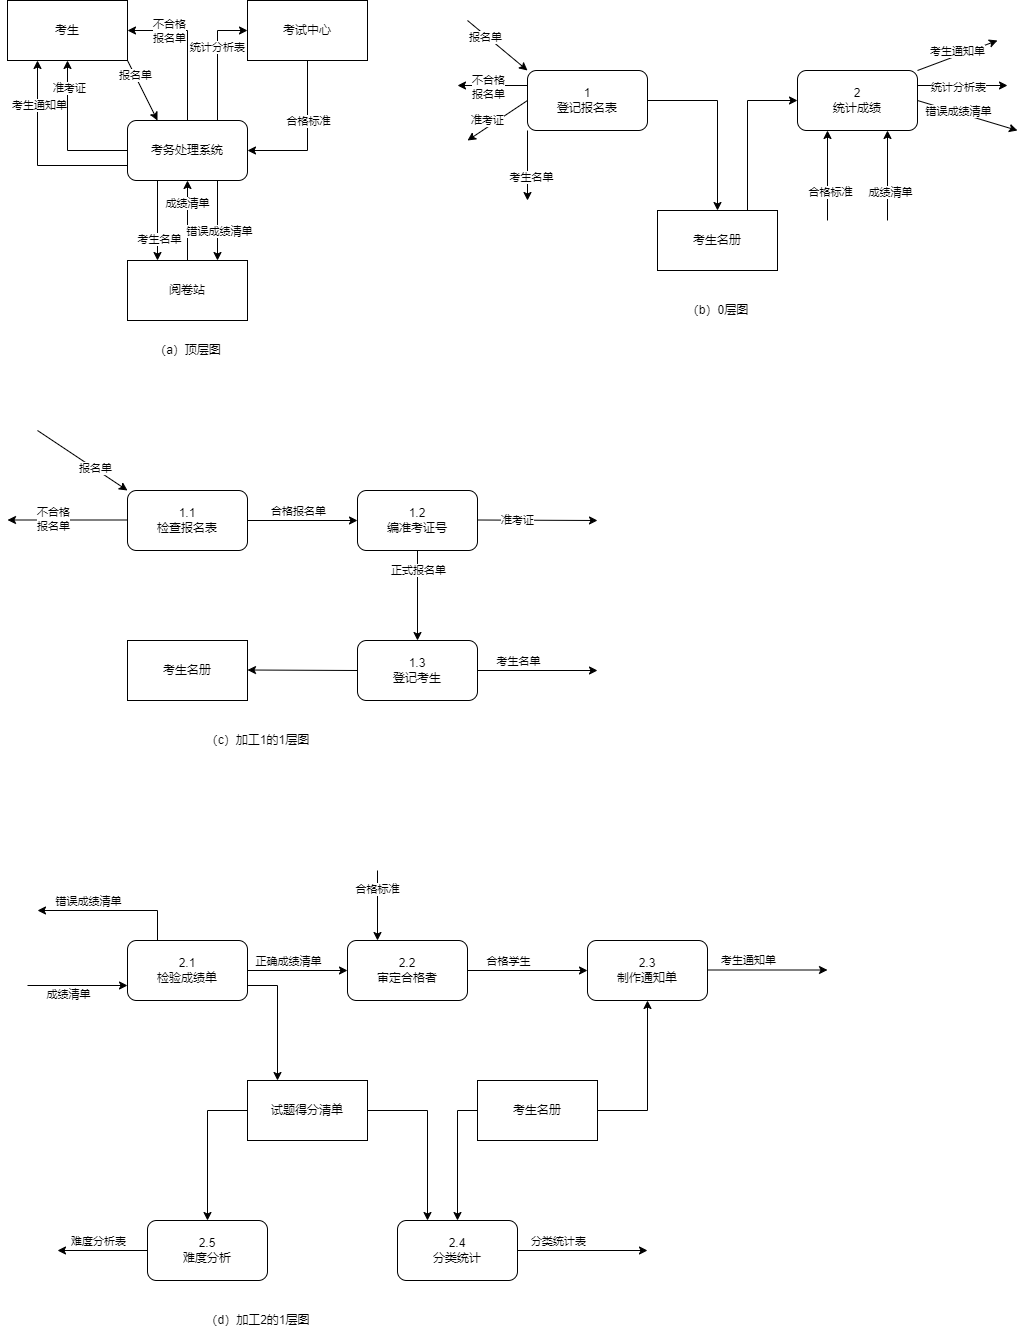 考生
不合格
报名单
统计分析表
考试中心
报名单
准考证
考生通知单
合格标准
考务处理系统
成绩清单
考生名单
错误成绩清单
阅卷站
（a）顶层图
报名单
不合格
报名单
1
登记报名表
准考证
考生名单
考生名册
2
统计成绩
考生通知单
统计分析表
错误成绩清单
合格标准
成绩清单
（b）0层图
报名单
不合格
报名单
1.1
检查报名表
合格报名单
1.2
编准考证号
准考证
正式报名单
考生名册
1.3
登记考生
考生名单
（c）加工1的1层图
错误成绩清单
合格标准
2.1
检验成绩单
正确成绩清单
2.2
审定合格者
合格学生
2.3
制作通知单
考生通知单
成绩清单
试题得分清单
考生名册
难度分析表
2.5
难度分析
2.4
分类统计
分类统计表
（d）加工2的1层图